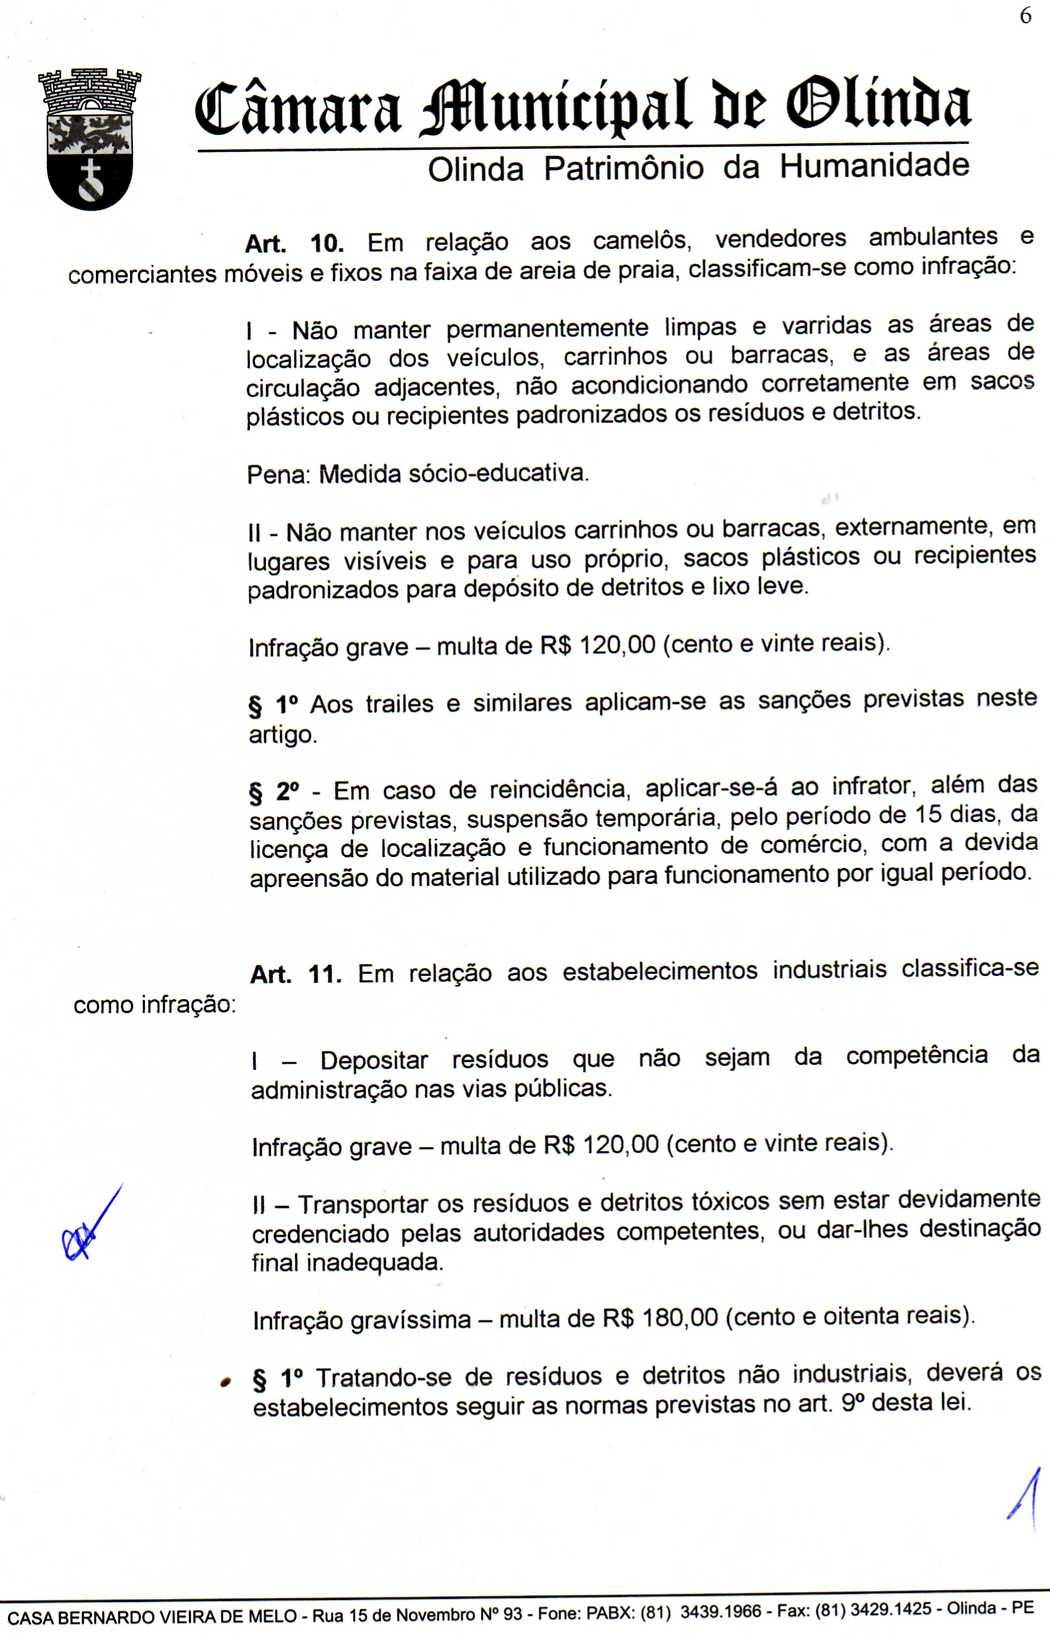 6
Câmara Municipal de Olinda
Olinda Patrimônio da Humanidade
Art. 10. Em relação aos camelôs, vendedores ambulantes e
comerciantes móveis e fixos na faixa de areia de praia, classificam-se como infração:
I - Não manter permanentemente limpas e varridas as áreas de
localização dos veículos, carrinhos ou barracas, e as áreas de
circulação adjacentes, não acondicionando corretamente em sacos
plásticos ou recipientes padronizados os resíduos e detritos.
Pena: Medida sócio-educativa.
II - Não manter nos veículos carrinhos ou barracas, externamente, em
lugares visíveis e para uso próprio, sacos plásticos ou recipientes
padronizados para depósito de detritos e lixo leve.
Infração grave – multa de R$ 120,00 (cento e vinte reais).
§ 1º Aos trailes e similares aplicam-se as sanções previstas neste
artigo.
§ 2º - Em caso de reincidência, aplicar-se-á ao infrator, além das
sanções previstas, suspensão temporária, pelo período de 15 dias, da
licença de localização e funcionamento de comércio, com a devida
apreensão do material utilizado para funcionamento por igual período.
Art. 11. Em relação aos estabelecimentos industriais classifica-se
como infração:
I – Depositar resíduos que não sejam da competência da
administração nas vias públicas.
Infração grave – multa de R$ 120,00 (cento e vinte reais).
II – Transportar os resíduos e detritos tóxicos sem estar devidamente
credenciado pelas autoridades competentes, ou dar-lhes destinação
final inadequada.
Infração gravíssima – multa de R$ 180,00 (cento e oitenta reais).
§ 1º Tratando-se de resíduos e detritos não industriais, deverá os
estabelecimentos seguir as normas previstas no art. 9º desta lei.
CASA BERNARDO VIEIRA DE MELO - Rua 15 de Novembro Nº 93 - Fone: PABX: (81) 3439.1966 - Fax: (81) 3429.1425 - Olinda - PE